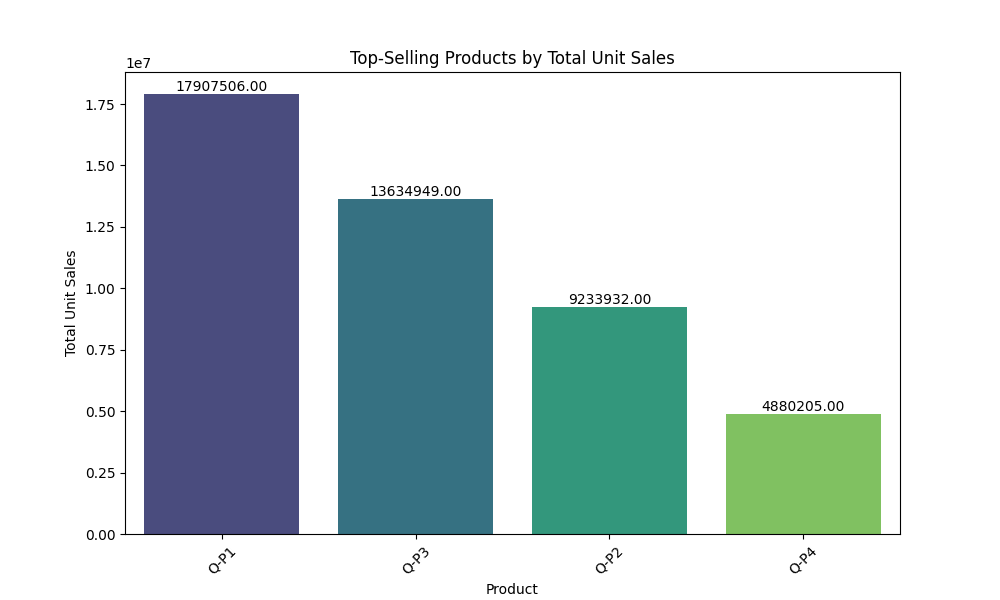 Top-Selling Products by Total Unit Sales
1e7
17907506.00
13634949.00
9233932.00
4880205.00
Total Unit Sales
1.75
1.50
1.25
1.00
0.75
0.50
0.25
0.00
Q-P1
Q-P3
Q-P2
Q-P4
Product